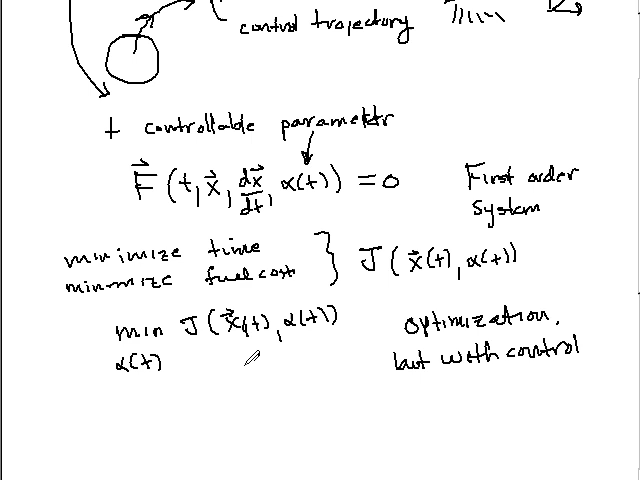 control trajectory
+ controllable parameter
F⃗ (t, x⃗, dx⃗/dt, α(t)) = 0
First order
system
minimize time
minimize fuel cost } J (x⃗(t), α(t))
min J (x⃗(t), α(t))
α(t)
optimization,
but with control